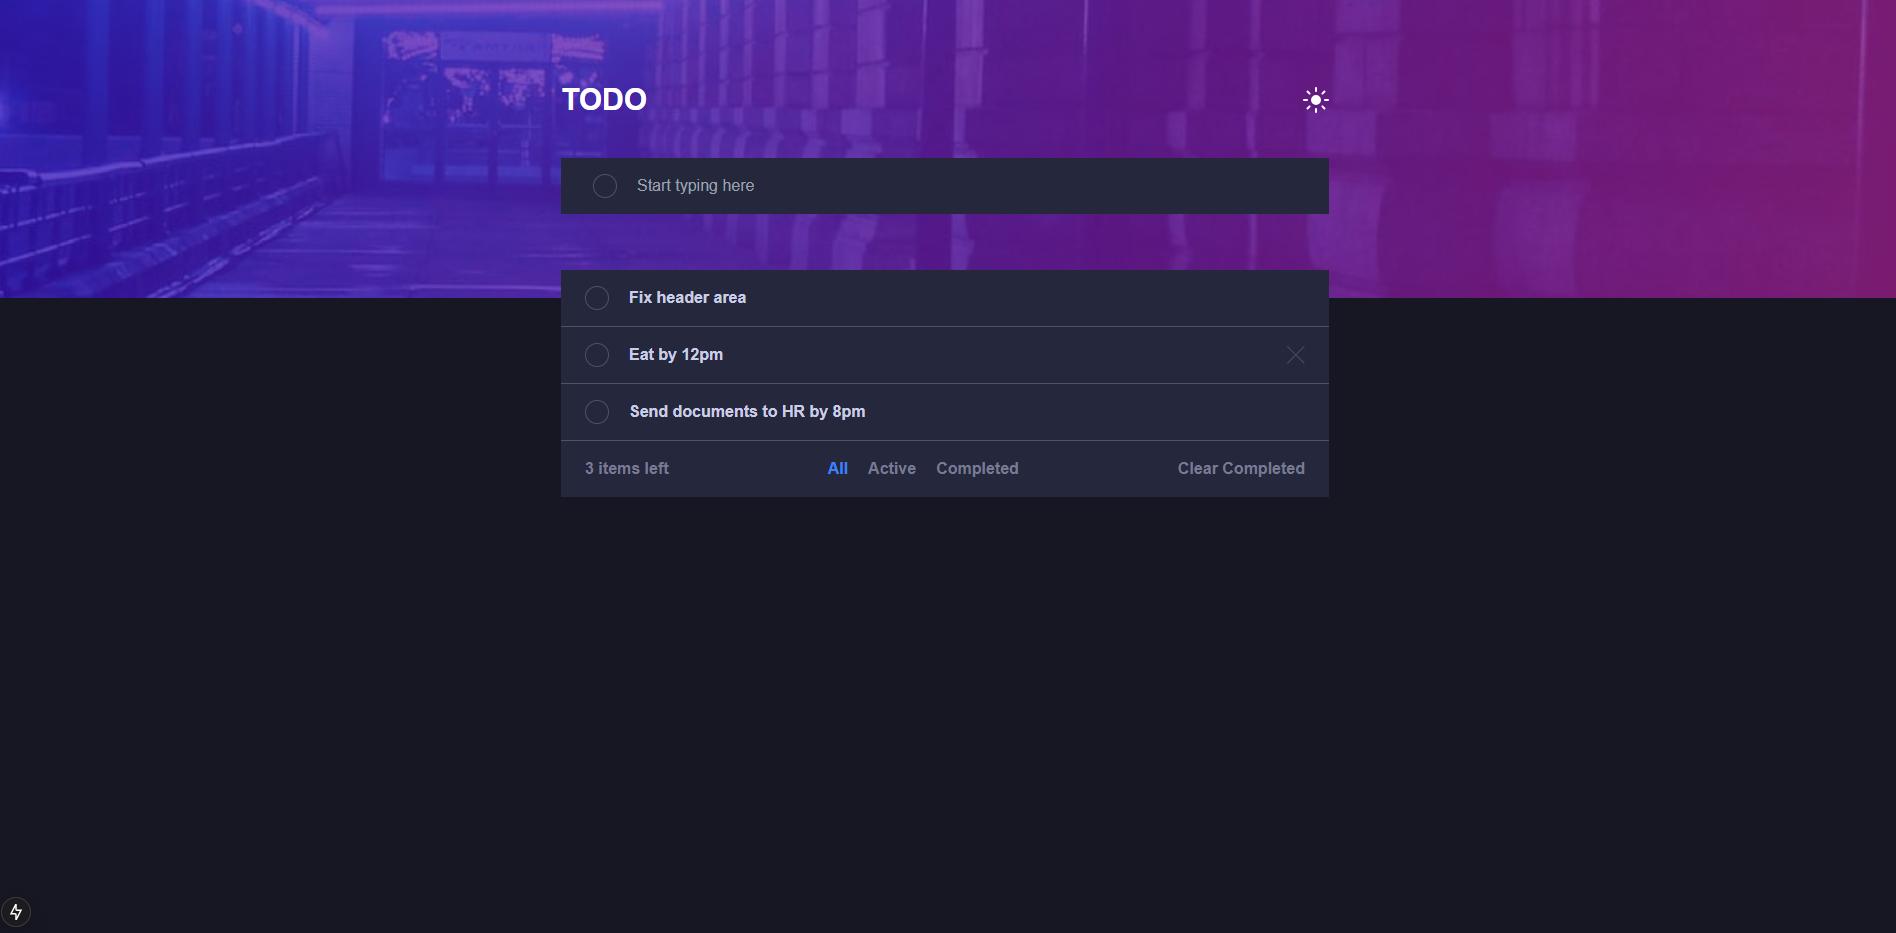 TODO
Start typing here
Fix header area
Eat by 12pm
Send documents to HR by 8pm
3 items left All Active Completed Clear Completed